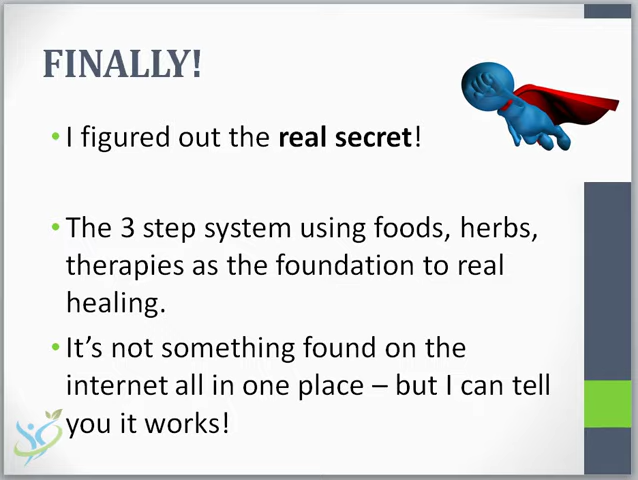 FINALLY!
•I figured out the real secret!
•The 3 step system using foods, herbs,
therapies as the foundation to real
healing.
•It’s not something found on the
internet all in one place – but I can tell
you it works!